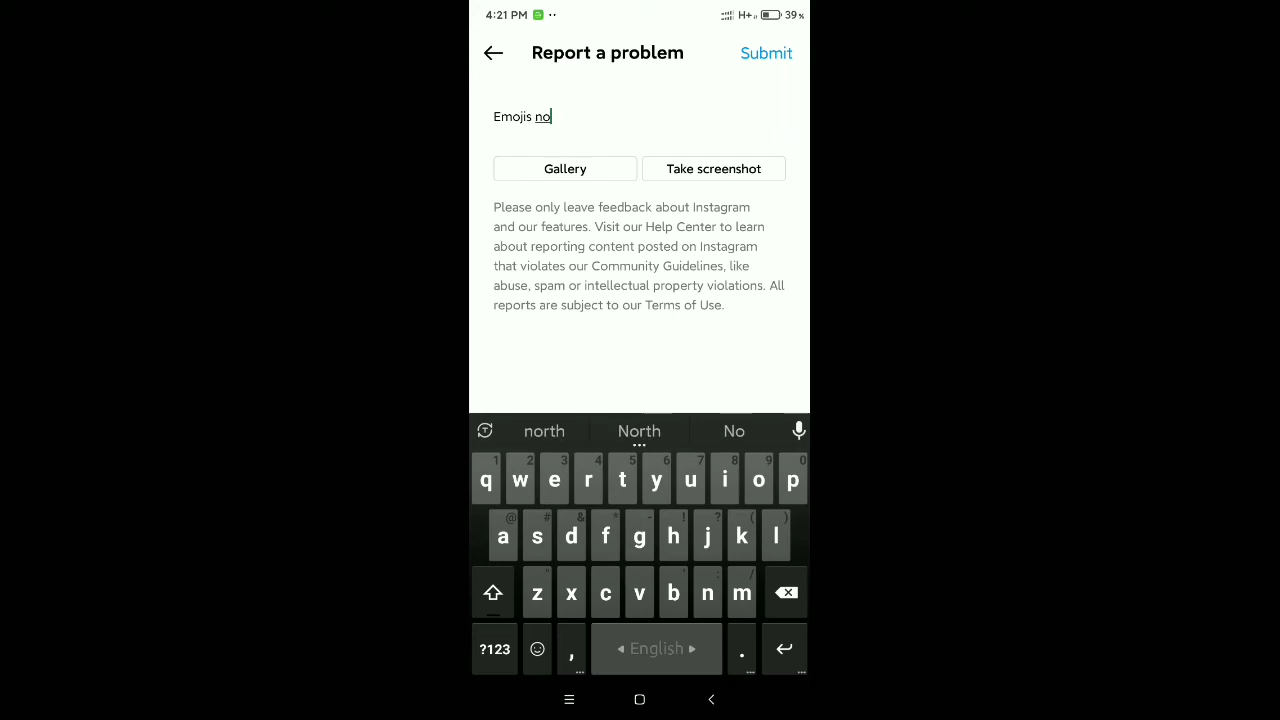 4:21 PM
H+ 39%
Report a problem
Submit
Emojis no
Gallery
Take screenshot
Please only leave feedback about Instagram
and our features. Visit our Help Center to learn
about reporting content posted on Instagram
that violates our Community Guidelines, like
abuse, spam or intellectual property violations. All
reports are subject to our Terms of Use.
north North No
1 2 3 4 5 6 7 8 9 0
q w e r t y u i o p
@ # & * - ! ? ( )
a s d f g h j k l
" ' : /
z x c v b n m
?123 , English .